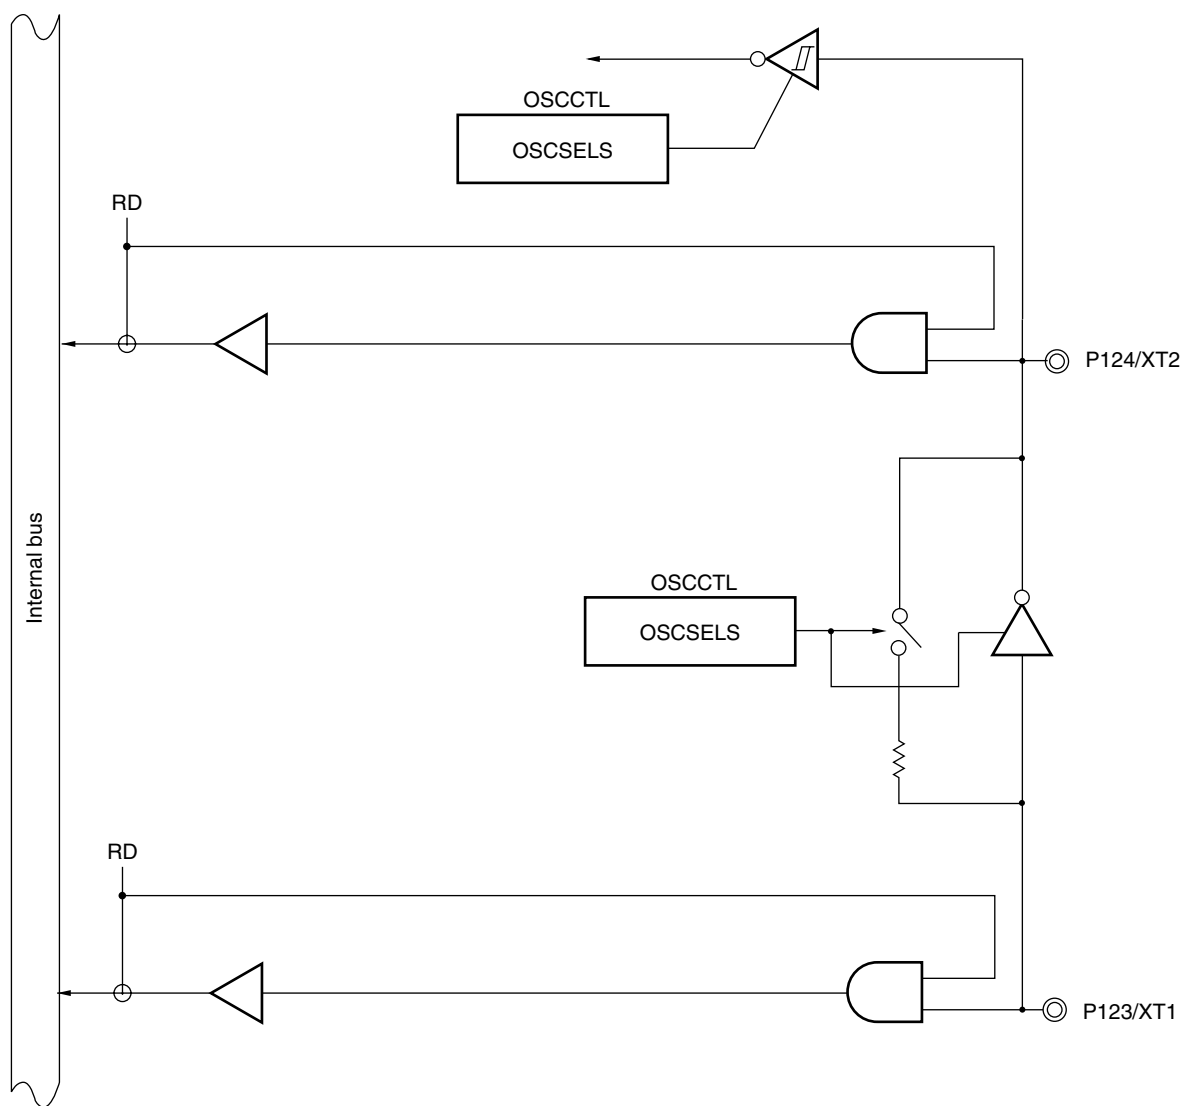 OSCCTL
OSCSELS
RD
P124/XT2
Internal bus
OSCCTL
OSCSELS
RD
P123/XT1